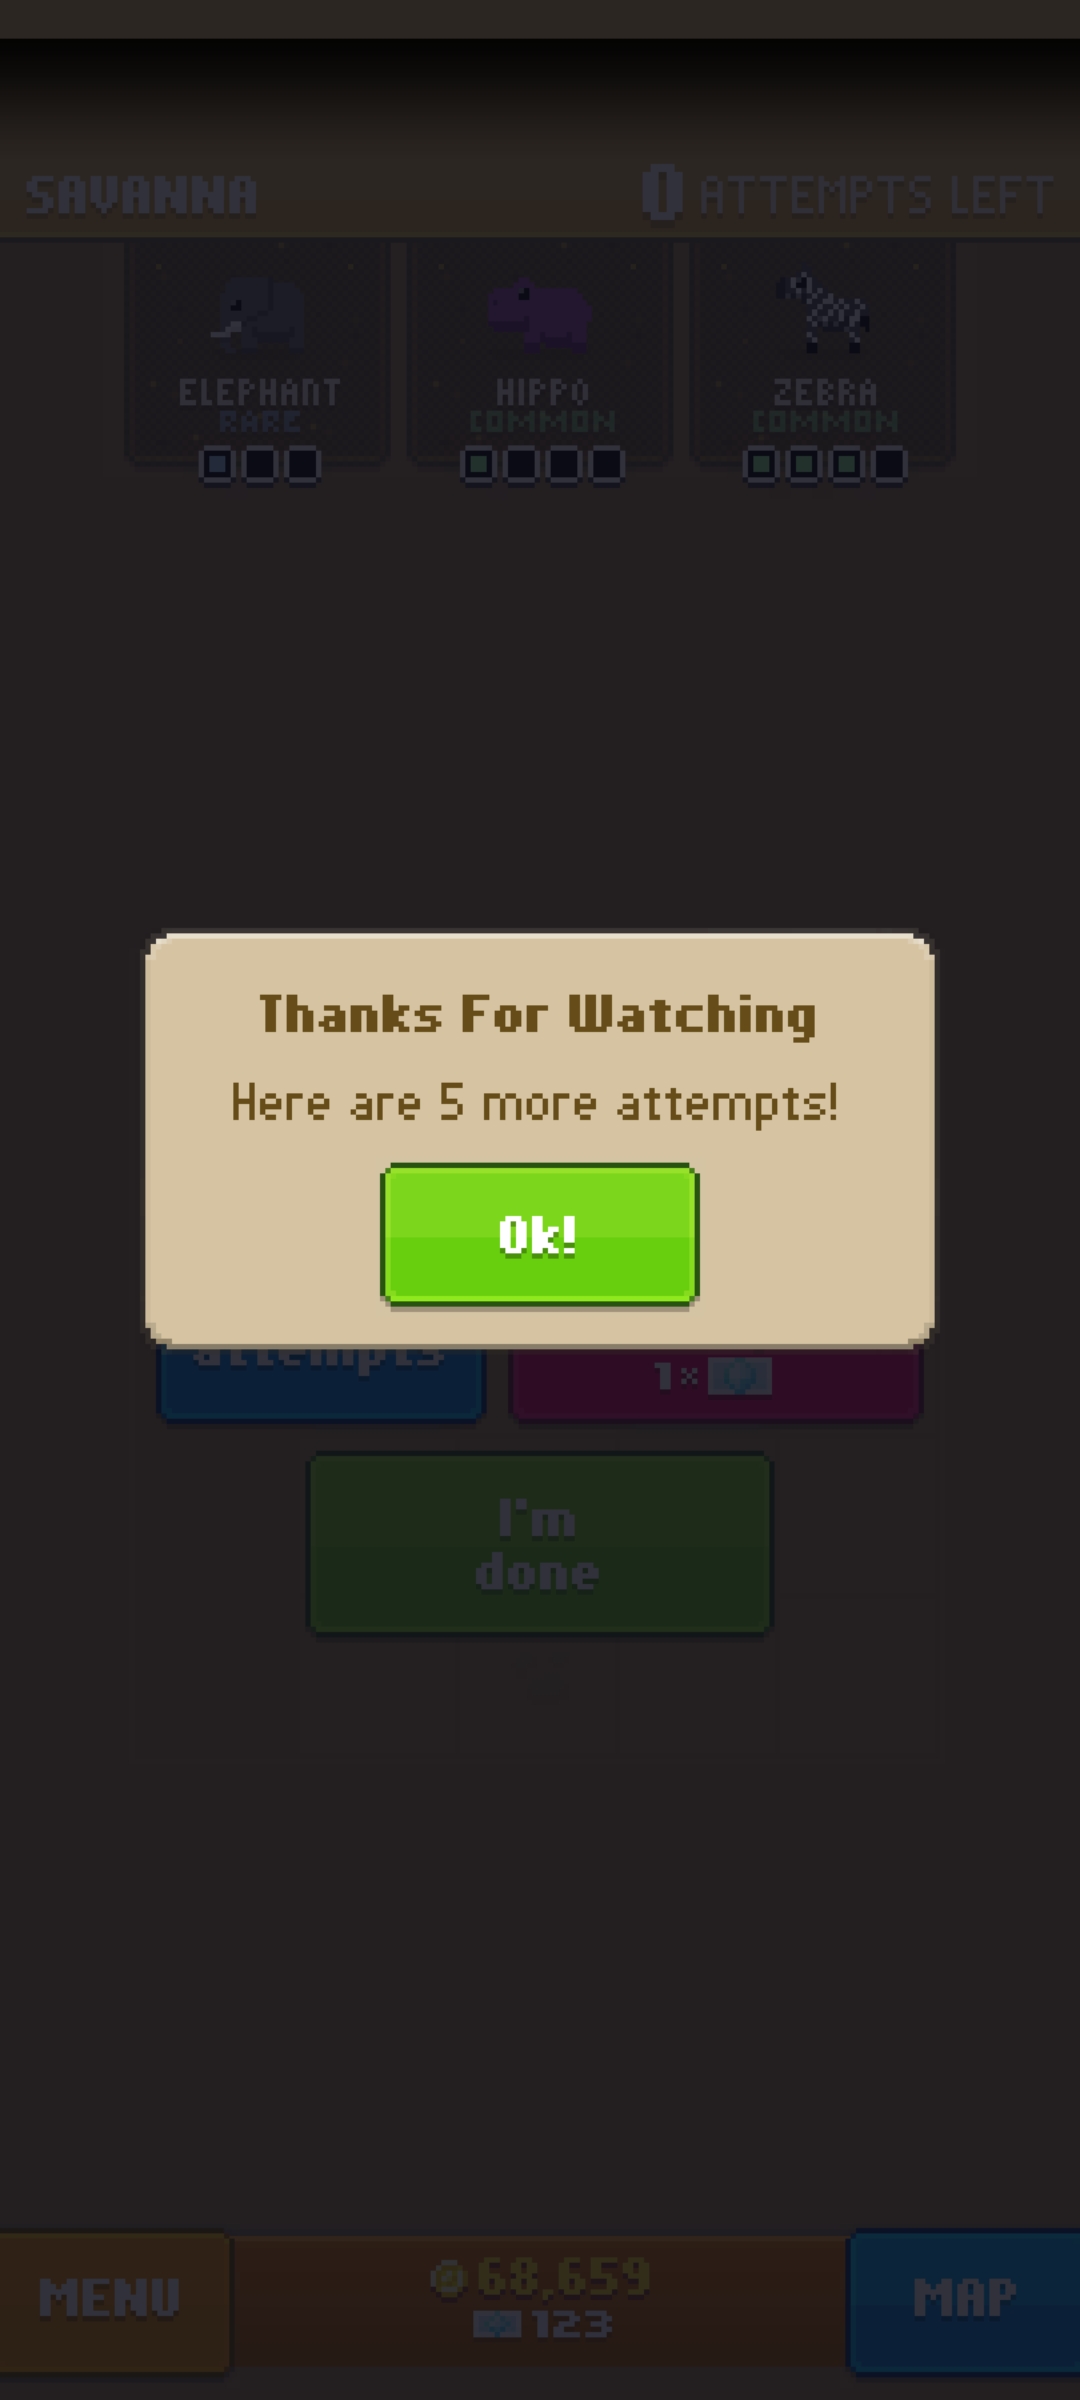 SAVANNA
0 ATTEMPTS LEFT
ELEPHANT
RARE
HIPPO
COMMON
ZEBRA
COMMON
Thanks For Watching
Here are 5 more attempts!
Ok!
attempts
1×
I'm
done
MENU
68,659
123
MAP